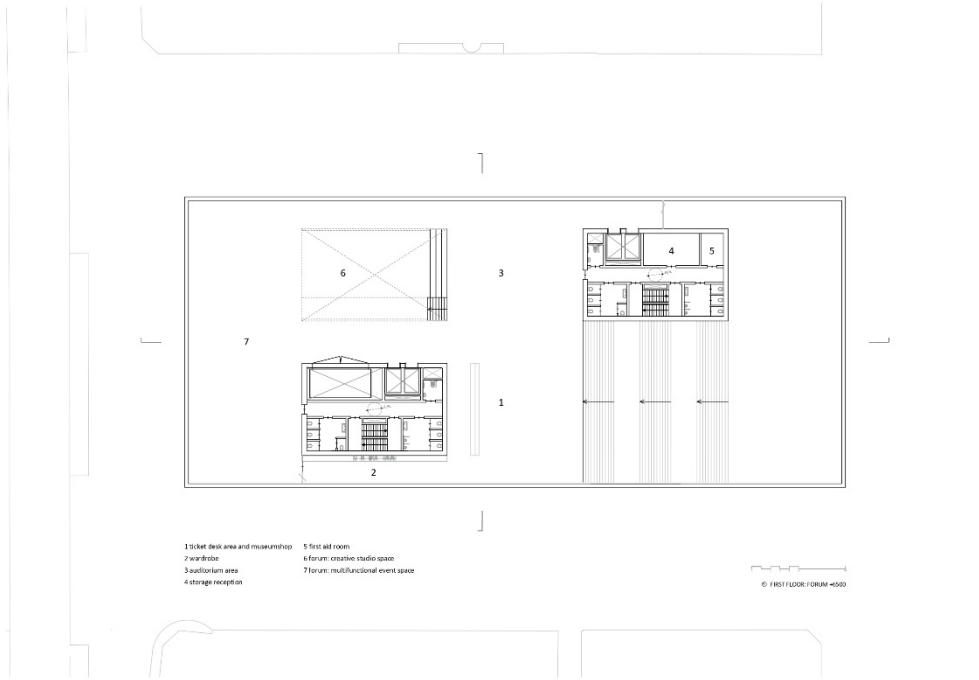 4
5
6
3
7
1
2
1 ticket desk area and museumshop
2 wardrobe
3 auditorium area
4 storage reception
5 first aid room
6 forum: creative studio space
7 forum: multifunctional event space
FIRST FLOOR: FORUM +6500